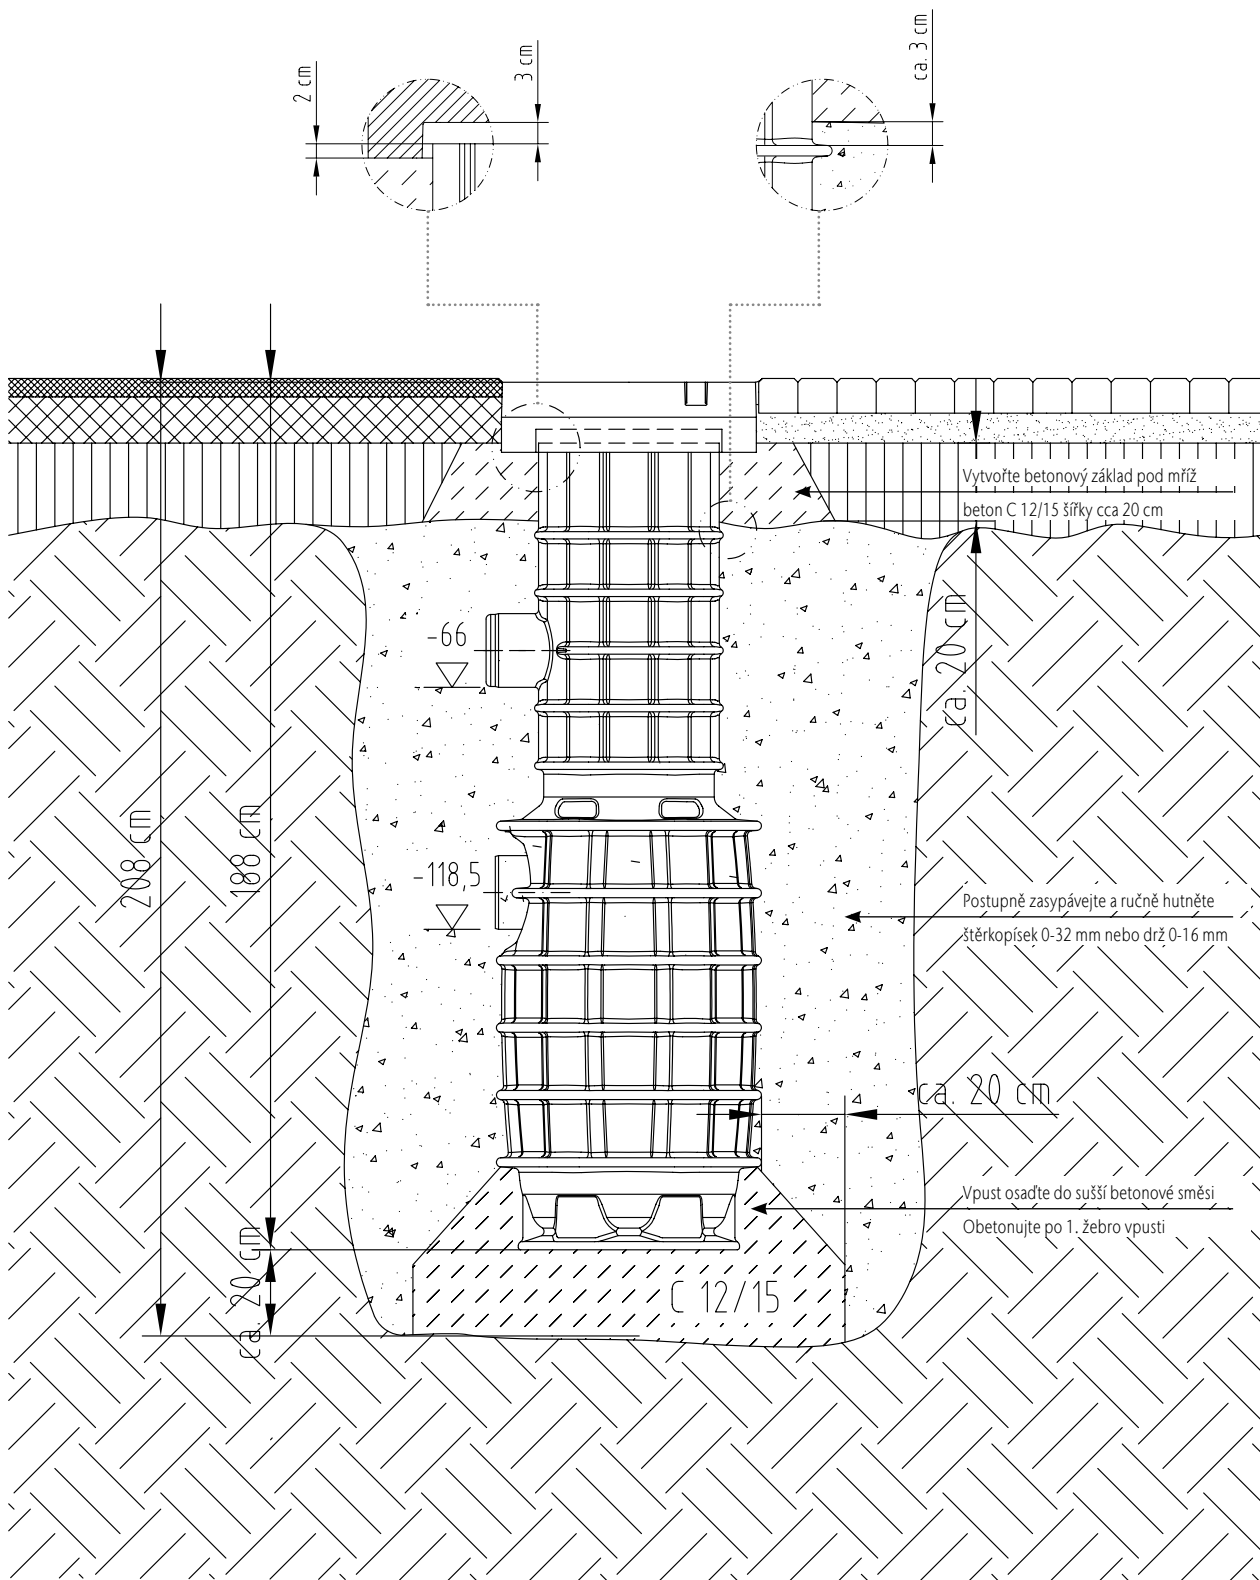 2 cm
3 cm
ca. 3 cm
Vytvořte betonový základ pod mříž
beton C 12/15 šířky cca 20 cm
-66
ca. 20 cm
208 cm
188 cm
-118,5
Postupně zasypávejte a ručně hutněte
štěrkopísek 0-32 mm nebo drž 0-16 mm
ca. 20 cm
Vpust osaďte do sušší betonové směsi
Obetonujte po 1. žebro vpusti
ca. 20 cm
C 12/15